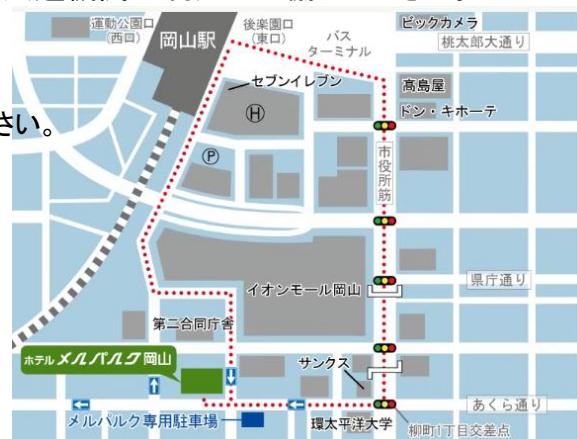 さい。
運動公園口
(西口)
岡山駅
後楽園口
(東口)
バス
ターミナル
ビックカメラ
桃太郎大通り
セブンイレブン
H
髙島屋
ドン・キホーテ
P
市役所筋
イオンモール岡山
県庁通り
第二合同庁舎
ホテル メルパルク岡山
サンクス
あくら通り
メルパルク専用駐車場
環太平洋大学
柳町1丁目交差点